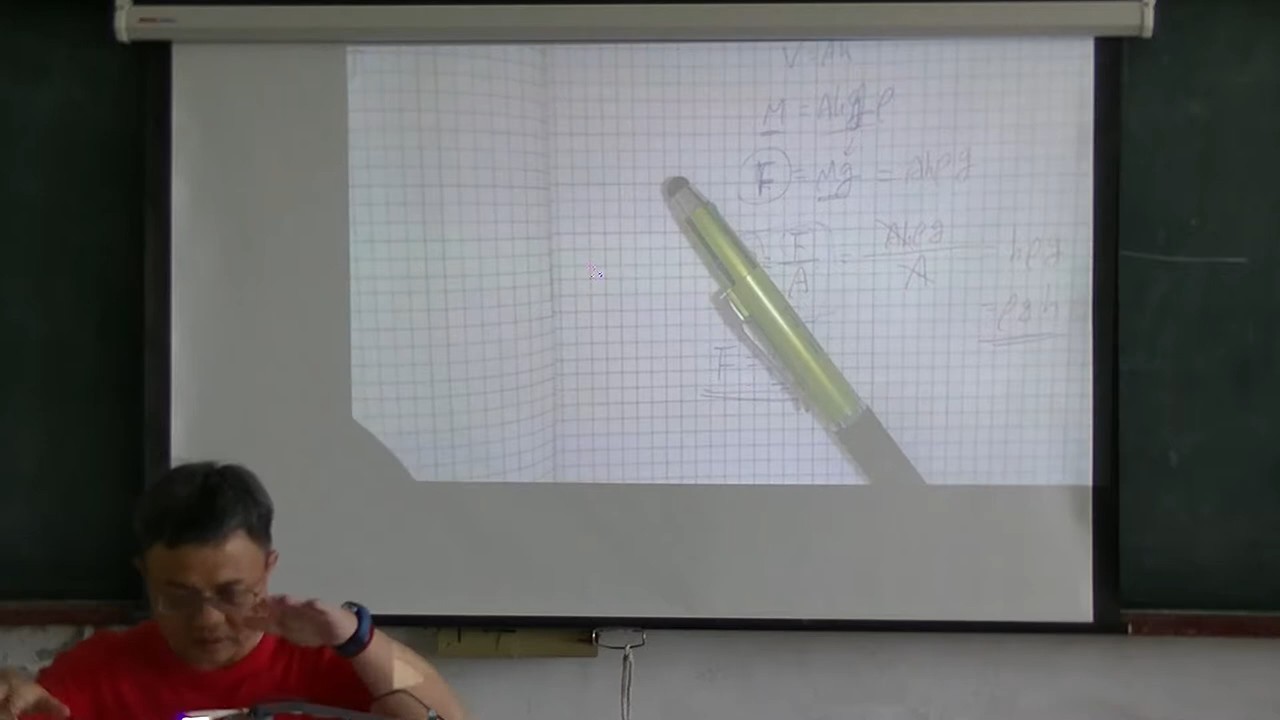 V = Ah
M = Ahρ
F = Mg = Ahρg
F/A = Ahρg/A = hρg
= ρgh
F =